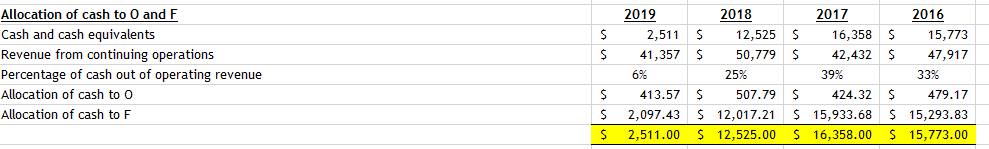 Allocation of cash to O and F 2019 2018 2017 2016
Cash and cash equivalents $ 2,511 $ 12,525 $ 16,358 $ 15,773
Revenue from continuing operations $ 41,357 $ 50,779 $ 42,432 $ 47,917
Percentage of cash out of operating revenue 6% 25% 39% 33%
Allocation of cash to O $ 413.57 $ 507.79 $ 424.32 $ 479.17
Allocation of cash to F $ 2,097.43 $ 12,017.21 $ 15,933.68 $ 15,293.83
$ 2,511.00 $ 12,525.00 $ 16,358.00 $ 15,773.00